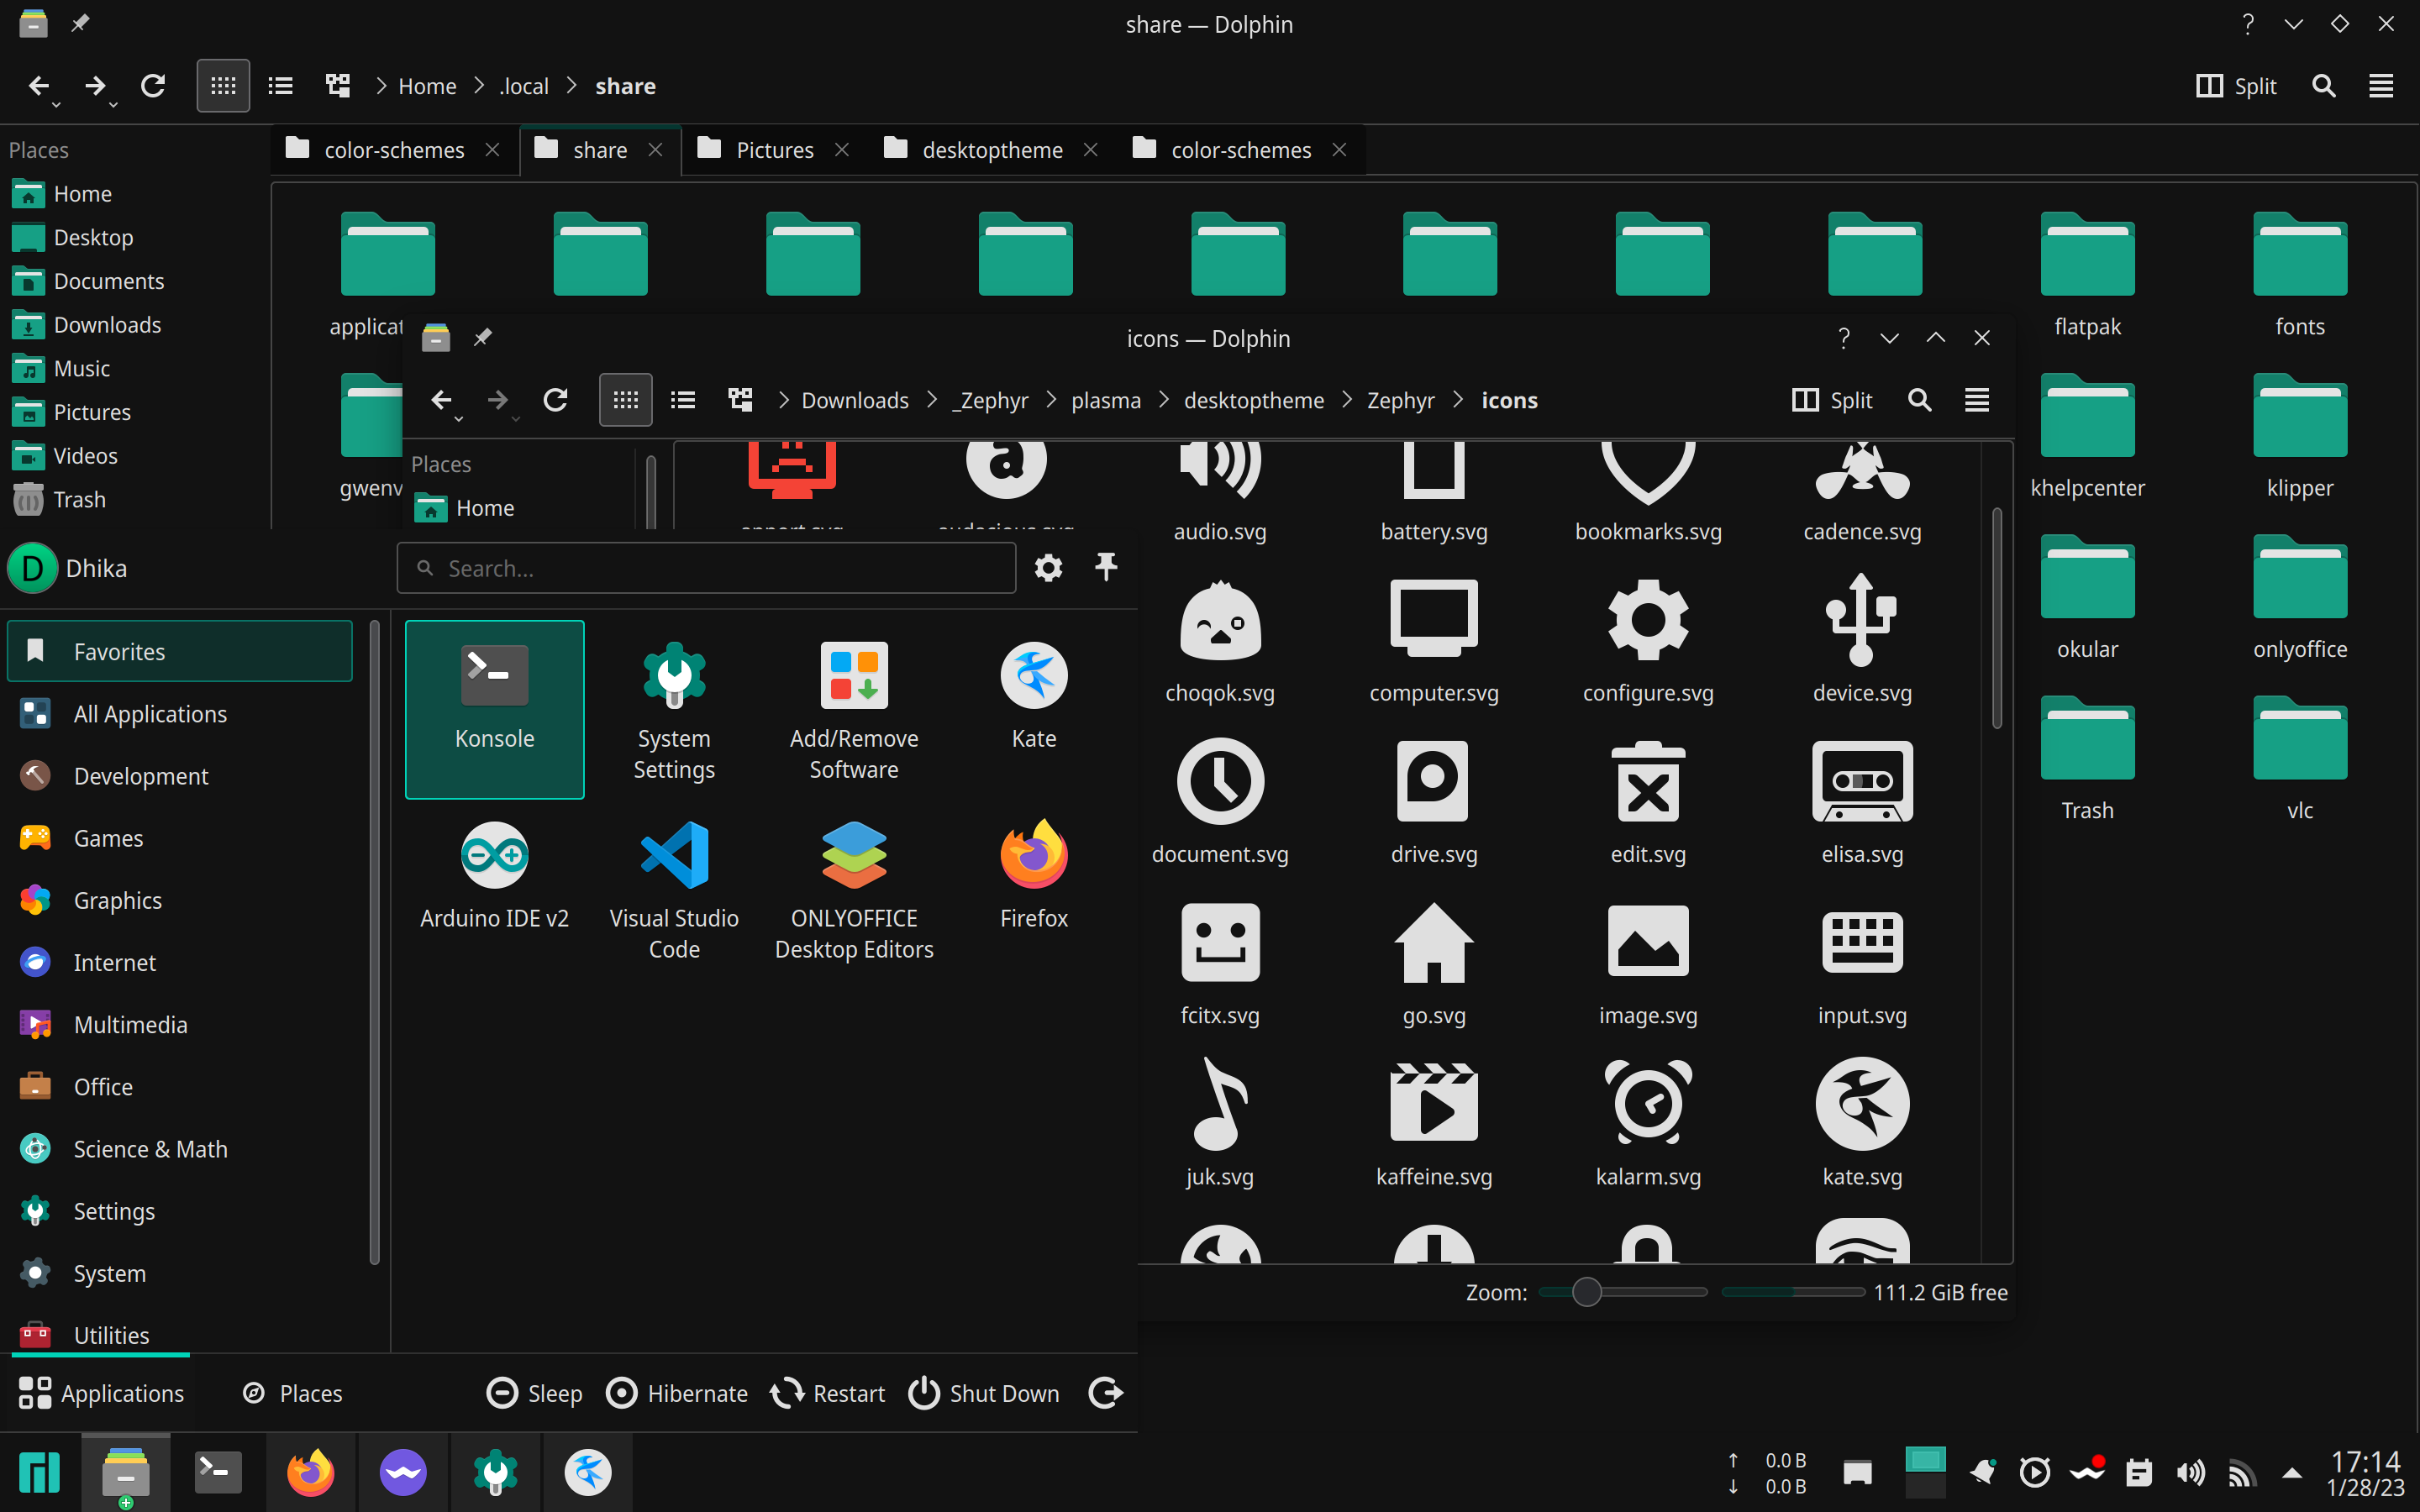 share — Dolphin
Home .local share
Split
Places
color-schemes share Pictures desktoptheme color-schemes
Home
Desktop
Documents
Downloads
Music
Pictures
Videos
Trash
flatpak fonts
khelpcenter klipper
okular onlyoffice
Trash vlc
icons — Dolphin
Downloads _Zephyr plasma desktoptheme Zephyr icons
Split
Places
Home
audio.svg battery.svg bookmarks.svg cadence.svg
choqok.svg computer.svg configure.svg device.svg
document.svg drive.svg edit.svg elisa.svg
fcitx.svg go.svg image.svg input.svg
juk.svg kaffeine.svg kalarm.svg kate.svg
Zoom: 111.2 GiB free
D Dhika
Search...
Favorites
All Applications
Development
Games
Graphics
Internet
Multimedia
Office
Science & Math
Settings
System
Utilities
Konsole
System
Settings
Add/Remove
Software
Kate
Arduino IDE v2
Visual Studio
Code
ONLYOFFICE
Desktop Editors
Firefox
Applications Places Sleep Hibernate Restart Shut Down
↑ 0.0 B
↓ 0.0 B
17:14
1/28/23